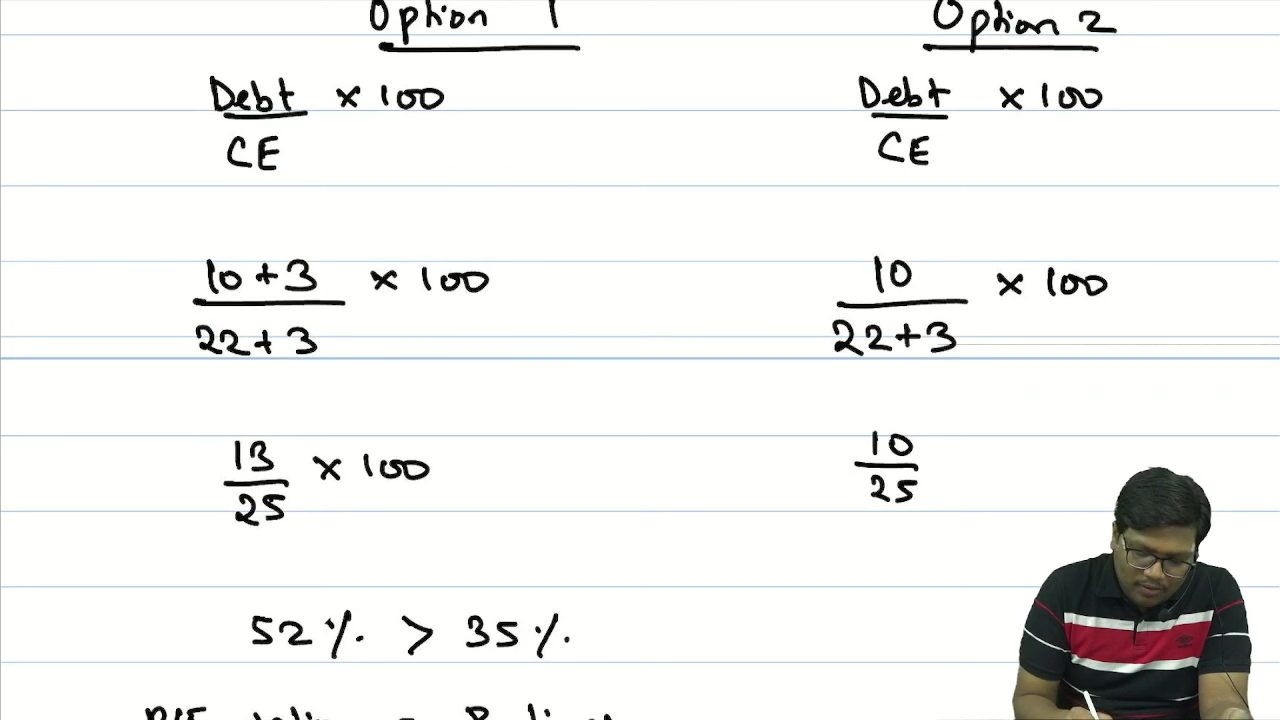 Option 1
Debt × 100
CE
10 + 3 × 100
22 + 3
13 × 100
25
52 % > 35 %.
Option 2
Debt × 100
CE
10 × 100
22 + 3
10
25